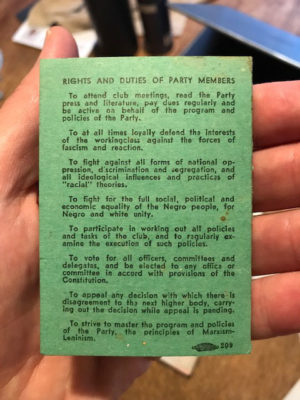 RIGHTS AND DUTIES OF PARTY MEMBERS
To attend club meetings, read the Party
press and literature, pay dues regularly and
be active on behalf of the program and
policies of the Party.
To at all times loyally defend the interests
of the workingclass against the forces of
fascism and reaction.
To fight against all forms of national op-
pression, discrimination and segregation, and
all ideological influences and practices of
"racial" theories.
To fight for the full social, political and
economic equality of the Negro people, for
Negro and white unity.
To participate in working out all policies
and tasks of the club, and to regularly ex-
amine the execution of such policies.
To vote for all officers, committees and
delegates, and be elected to any office or
committee in accord with provisions of the
Constitution.
To appeal any decision with which there is
disagreement to the next higher body, carry-
ing out the decision while appeal is pending.
To strive to master the program and policies
of the Party, the principles of Marxism-
Leninism.
209